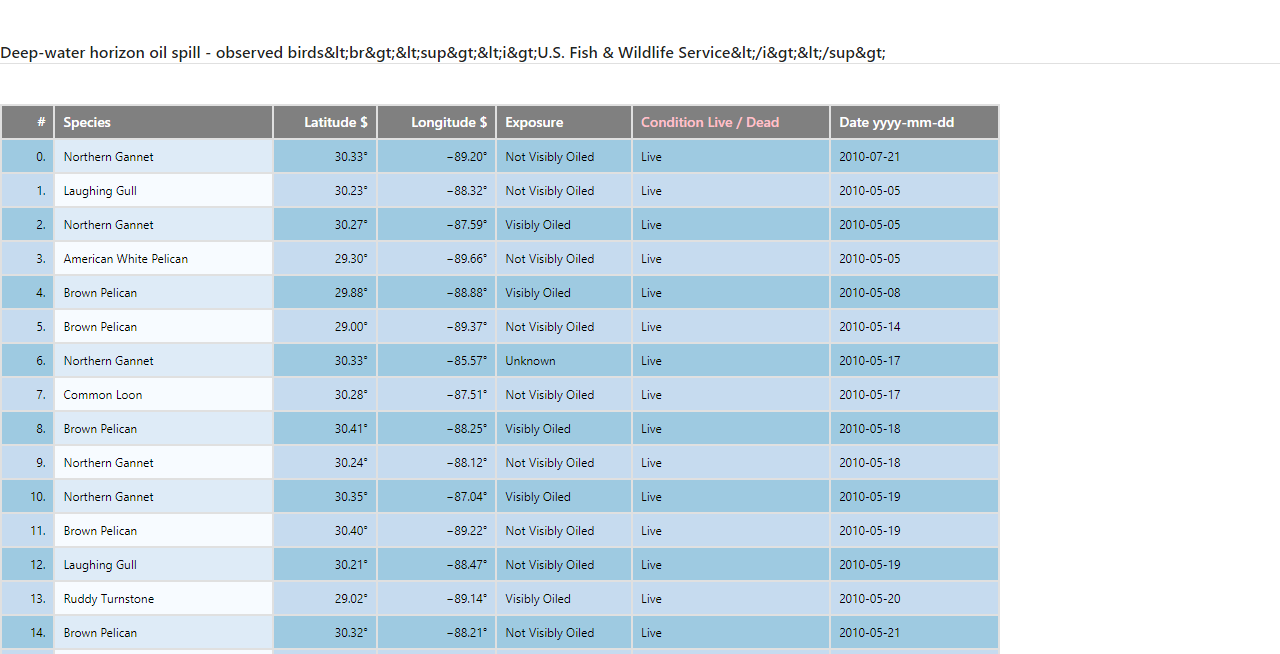 Deep-water horizon oil spill - observed birds&lt;br&gt;&lt;sup&gt;&lt;i&gt;U.S. Fish & Wildlife Service&lt;/i&gt;&lt;/sup&gt;
# Species Latitude $ Longitude $ Exposure Condition Live / Dead Date yyyy-mm-dd
0. Northern Gannet 30.33° −89.20° Not Visibly Oiled Live 2010-07-21
1. Laughing Gull 30.23° −88.32° Not Visibly Oiled Live 2010-05-05
2. Northern Gannet 30.27° −87.59° Visibly Oiled Live 2010-05-05
3. American White Pelican 29.30° −89.66° Not Visibly Oiled Live 2010-05-05
4. Brown Pelican 29.88° −88.88° Visibly Oiled Live 2010-05-08
5. Brown Pelican 29.00° −89.37° Not Visibly Oiled Live 2010-05-14
6. Northern Gannet 30.33° −85.57° Unknown Live 2010-05-17
7. Common Loon 30.28° −87.51° Not Visibly Oiled Live 2010-05-17
8. Brown Pelican 30.41° −88.25° Visibly Oiled Live 2010-05-18
9. Northern Gannet 30.24° −88.12° Not Visibly Oiled Live 2010-05-18
10. Northern Gannet 30.35° −87.04° Visibly Oiled Live 2010-05-19
11. Brown Pelican 30.40° −89.22° Not Visibly Oiled Live 2010-05-19
12. Laughing Gull 30.21° −88.47° Not Visibly Oiled Live 2010-05-19
13. Ruddy Turnstone 29.02° −89.14° Visibly Oiled Live 2010-05-20
14. Brown Pelican 30.32° −88.21° Not Visibly Oiled Live 2010-05-21